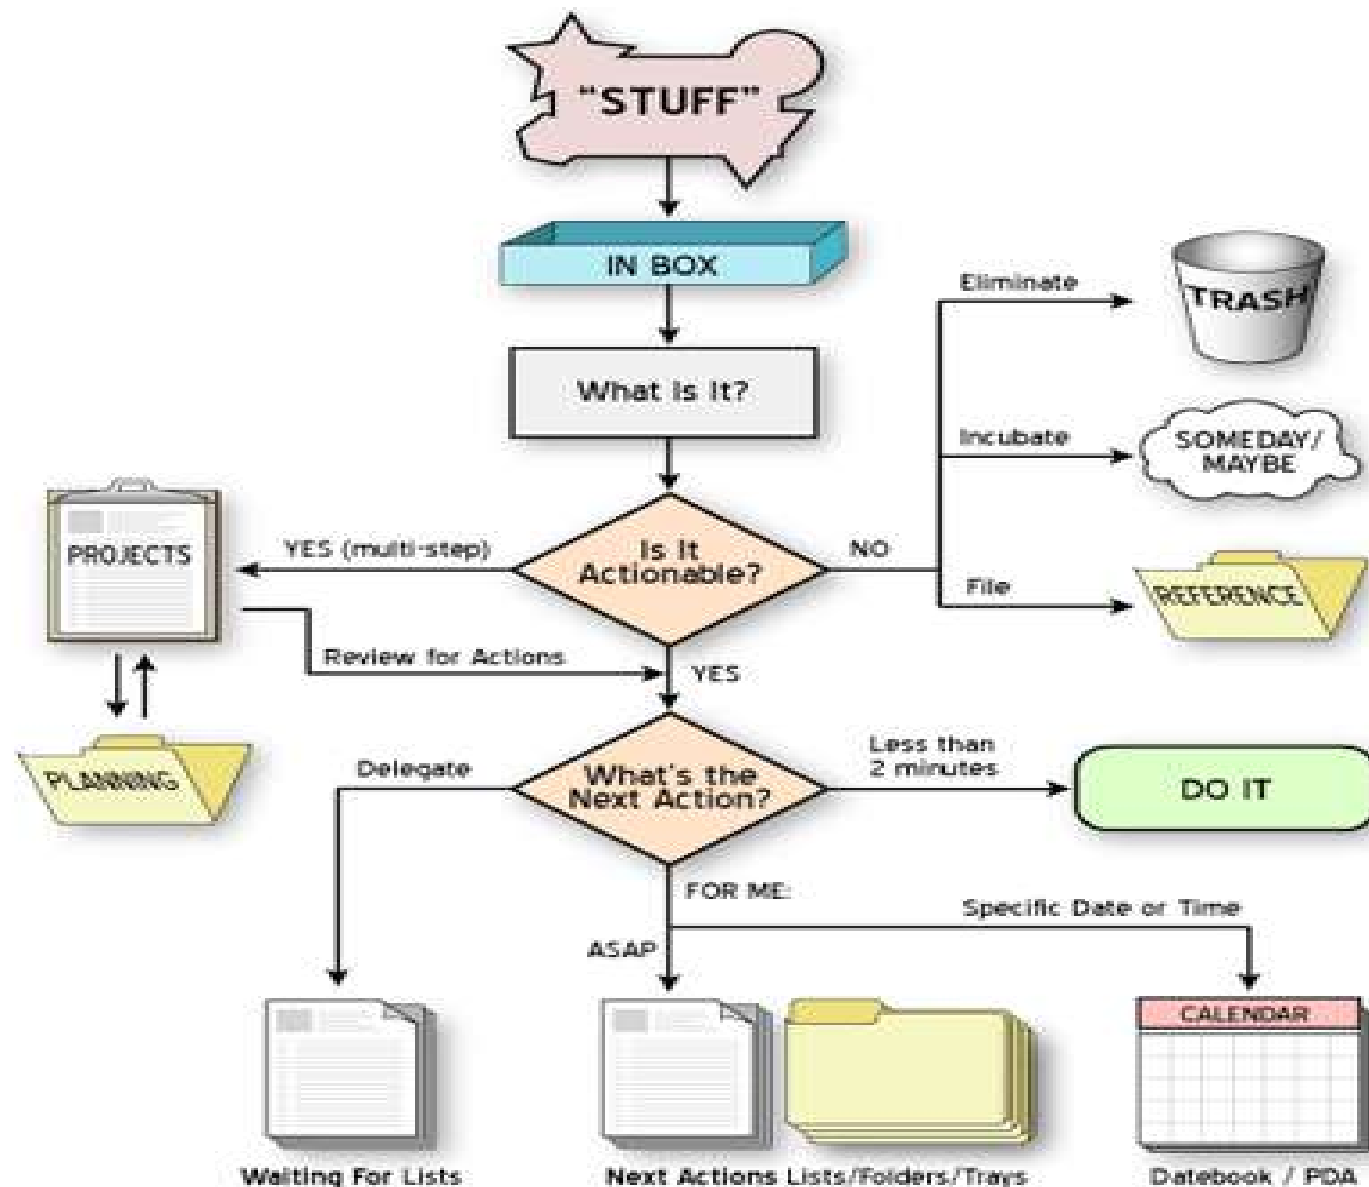 "STUFF"
IN BOX
What is It?
Eliminate
TRASH
Incubate
SOMEDAY/
MAYBE
File
REFERENCE
Is It
Actionable?
YES (multi-step)
NO
PROJECTS
Review for Actions
YES
PLANNING
What's the
Next Action?
Delegate
Less than
2 minutes
DO IT
FOR ME:
ASAP
Specific Date or Time
CALENDAR
Waiting For Lists
Next Actions Lists/Folders/Trays
Datebook / PDA